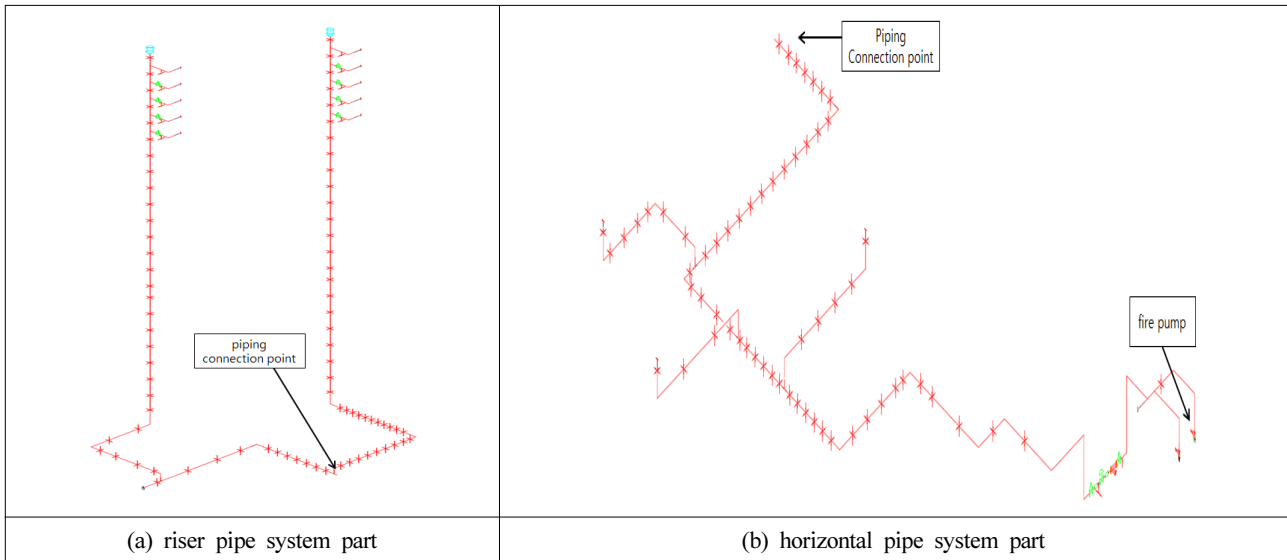 piping
connection point
Piping
Connection point
fire pump
(a) riser pipe system part
(b) horizontal pipe system part